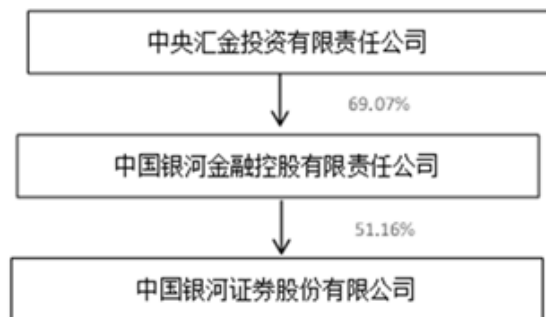 中央汇金投资有限责任公司
69.07%
中国银河金融控股有限责任公司
51.16%
中国银河证券股份有限公司